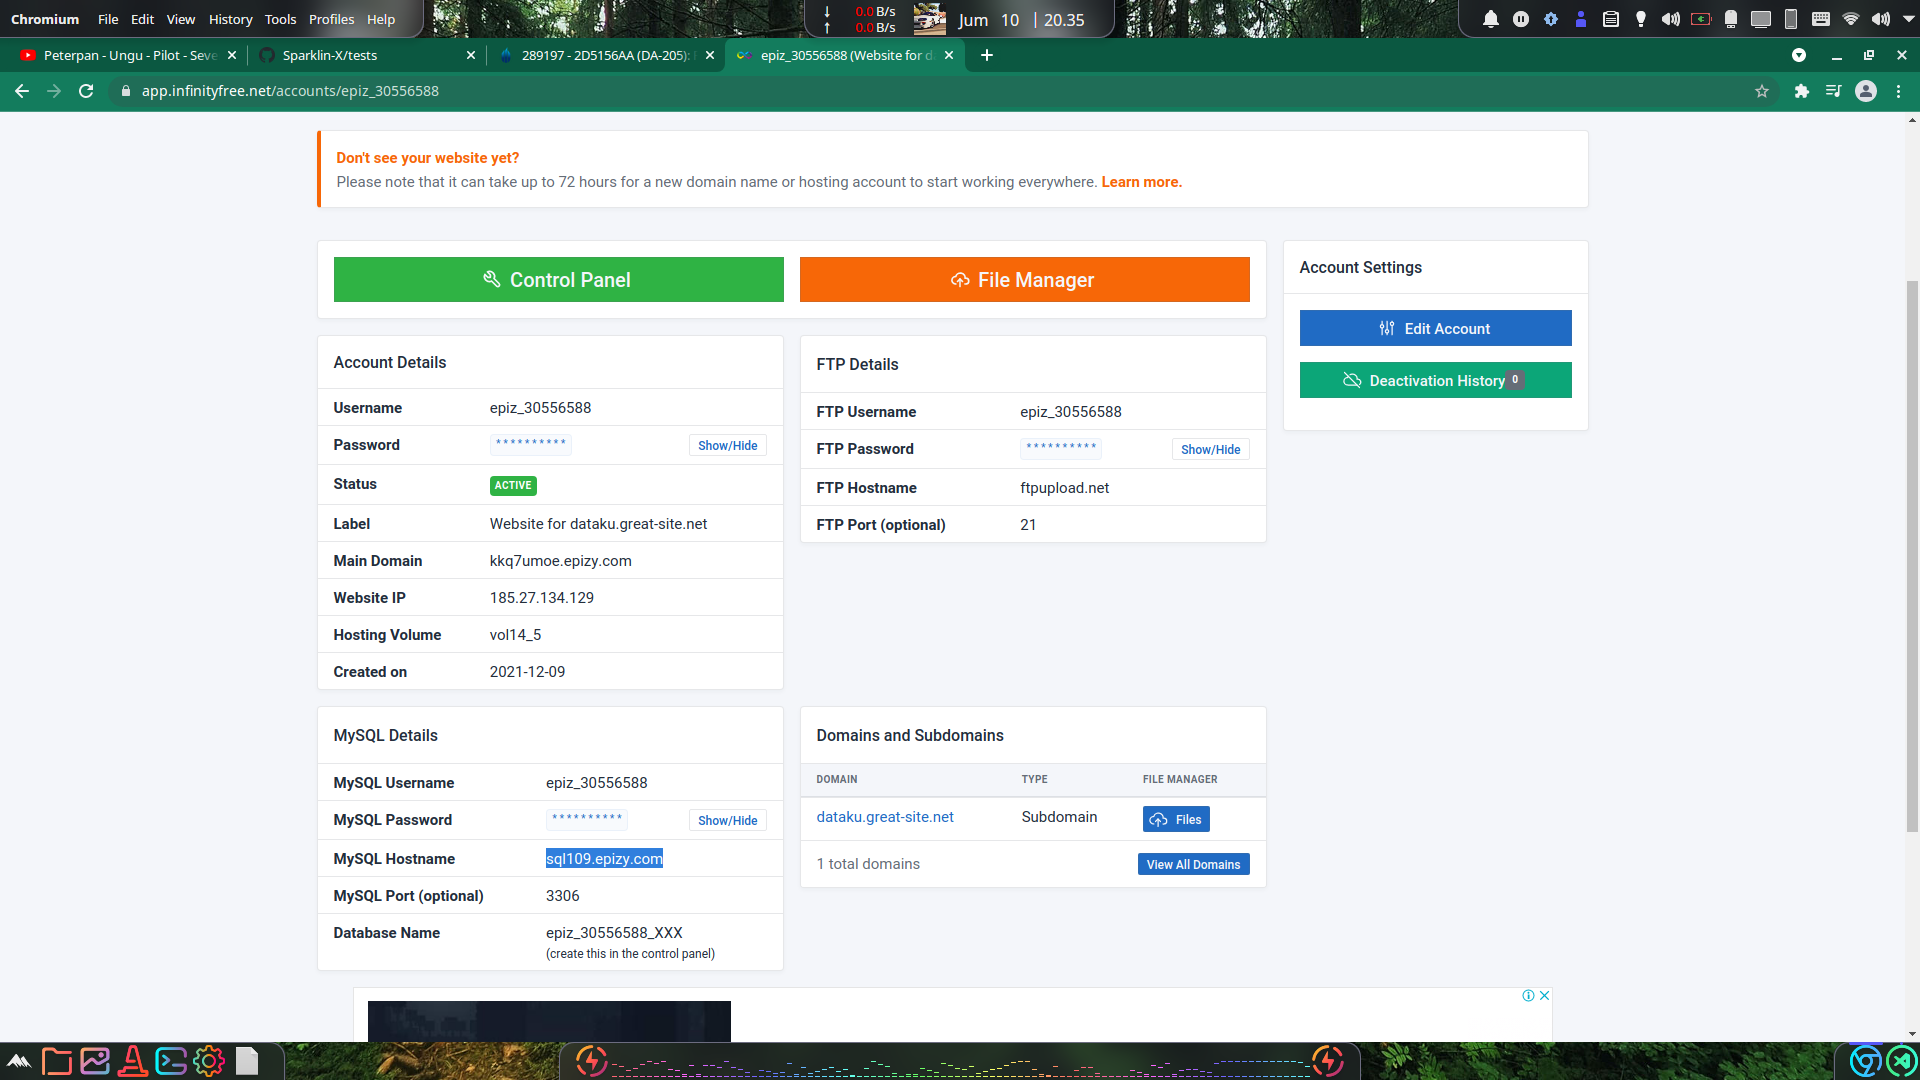 Chromium File Edit View History Tools Profiles Help
0.0 B/s
0.0 B/s
Jum 10 | 20.35
Peterpan - Ungu - Pilot - Seve
Sparklin-X/tests
289197 - 2D5156AA (DA-205):
epiz_30556588 (Website for d
app.infinityfree.net/accounts/epiz_30556588
Don't see your website yet?
Please note that it can take up to 72 hours for a new domain name or hosting account to start working everywhere. Learn more.
Control Panel
File Manager
Account Settings
Edit Account
Deactivation History 0
Account Details
Username epiz_30556588
Password ********** Show/Hide
Status ACTIVE
Label Website for dataku.great-site.net
Main Domain kkq7umoe.epizy.com
Website IP 185.27.134.129
Hosting Volume vol14_5
Created on 2021-12-09
FTP Details
FTP Username epiz_30556588
FTP Password ********** Show/Hide
FTP Hostname ftpupload.net
FTP Port (optional) 21
MySQL Details
MySQL Username epiz_30556588
MySQL Password ********** Show/Hide
MySQL Hostname sql109.epizy.com
MySQL Port (optional) 3306
Database Name epiz_30556588_XXX
(create this in the control panel)
Domains and Subdomains
DOMAIN TYPE FILE MANAGER
dataku.great-site.net Subdomain Files
1 total domains View All Domains